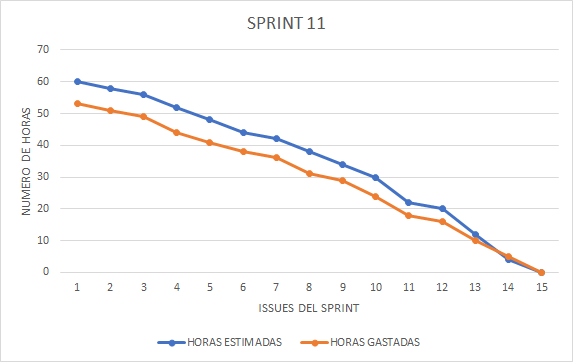 SPRINT 11
NUMERO DE HORAS
70
60
50
40
30
20
10
0
1 2 3 4 5 6 7 8 9 10 11 12 13 14 15
ISSUES DEL SPRINT
HORAS ESTIMADAS HORAS GASTADAS